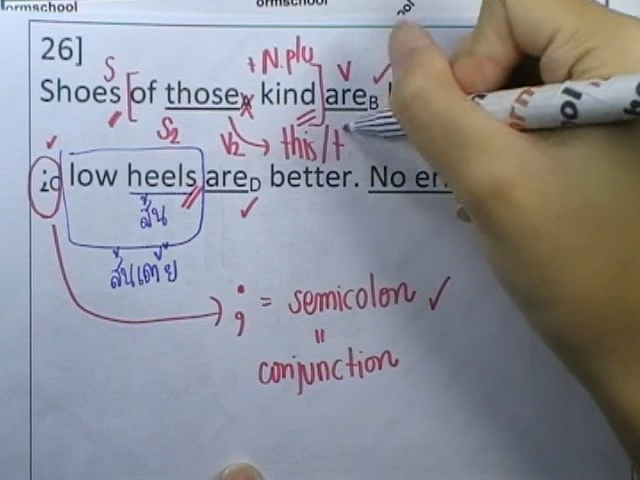 ormschool
ormschool
26]
S + N.plu V ✓
Shoes [of those A kind] are B
✓ S2 V2 this/t
;C low heels are D better. No er
ส้น ✓
ส้นเตี้ย
; = semicolon ✓
=
conjunction